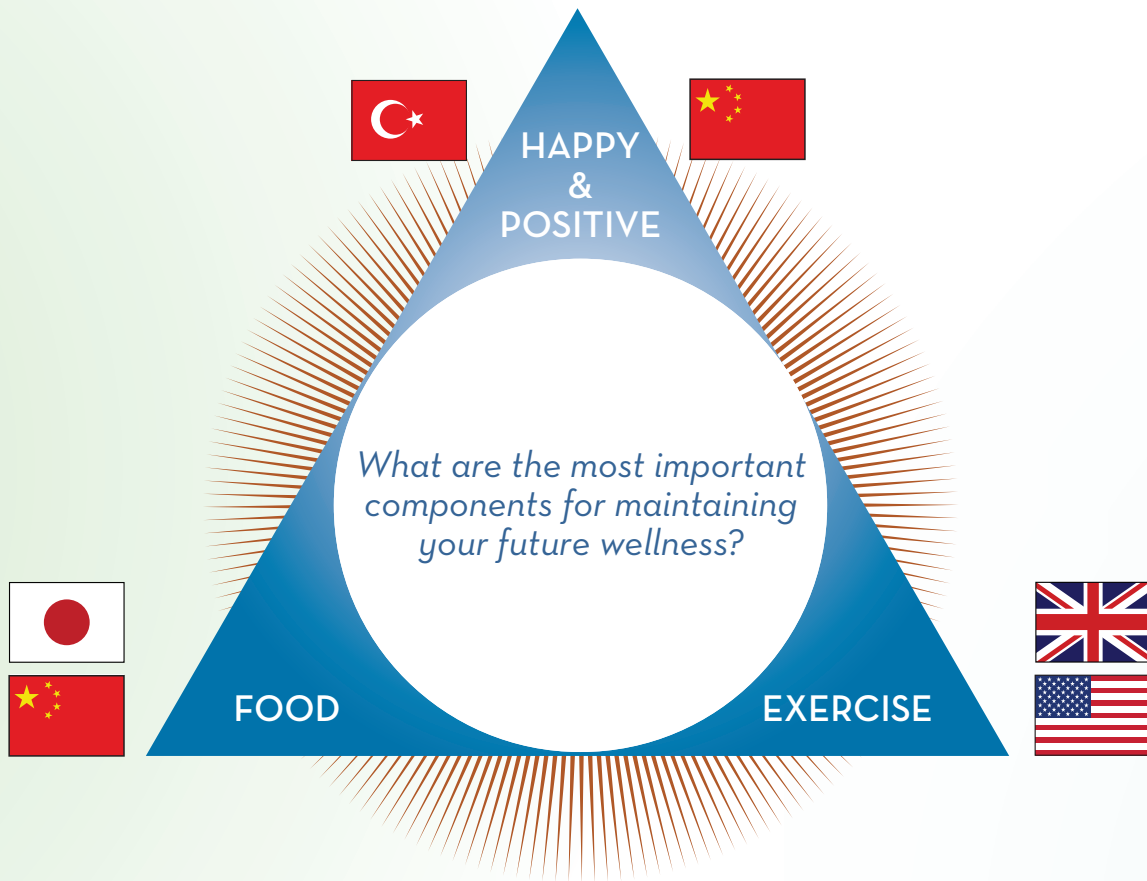 HAPPY
&
POSITIVE
What are the most important
components for maintaining
your future wellness?
FOOD
EXERCISE